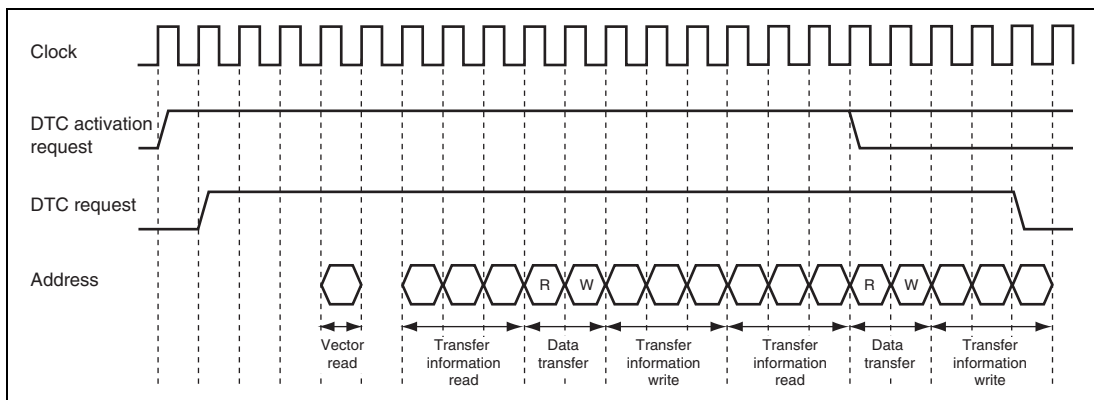 Clock
DTC activation
request
DTC request
Address
R
W
R
W
Vector
read
Transfer
information
read
Data
transfer
Transfer
information
write
Transfer
information
read
Data
transfer
Transfer
information
write